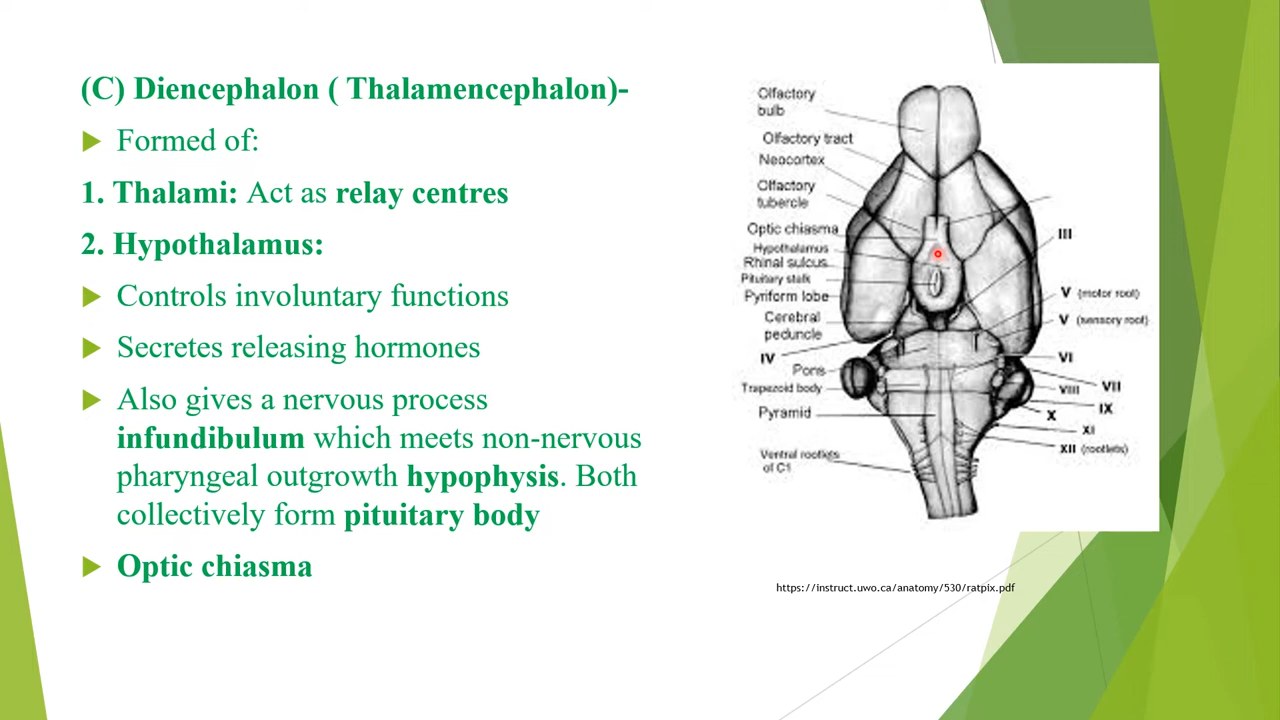 (C) Diencephalon ( Thalamencephalon)-
Formed of:
1. Thalami: Act as relay centres
2. Hypothalamus:
Controls involuntary functions
Secretes releasing hormones
Also gives a nervous process
infundibulum which meets non-nervous
pharyngeal outgrowth hypophysis. Both
collectively form pituitary body
Optic chiasma
Olfactory
bulb
Olfactory tract
Neocortex
Olfactory
tubercle
Optic chiasma
Hypothalamus
Rhinal sulcus
Pituitary stalk
Pyriform lobe
Cerebral
peduncle
IV
Pons
Trapezoid body
Pyramid
Ventral rootlets
of C1
III
V (motor root)
V (sensory root)
VI
VII
VIII
IX
X
XI
XII (rootlets)
https://instruct.uwo.ca/anatomy/530/ratpix.pdf